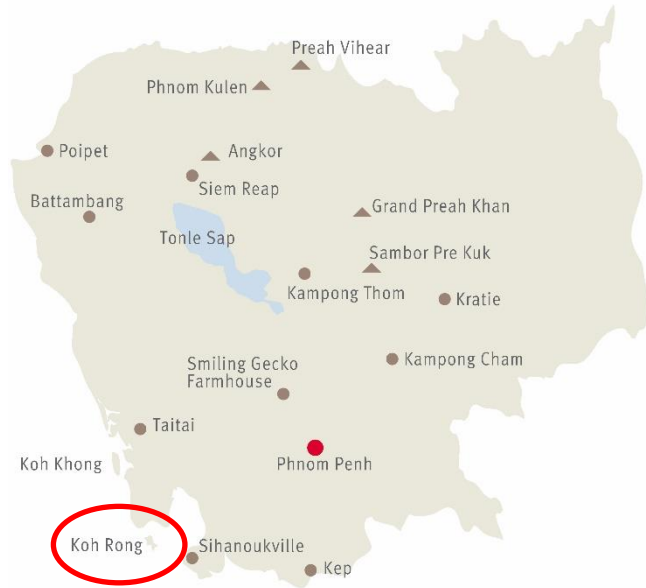 Preah Vihear
Phnom Kulen
Poipet
Angkor
Siem Reap
Battambang
Grand Preah Khan
Tonle Sap
Sambor Pre Kuk
Kampong Thom
Kratie
Smiling Gecko
Farmhouse
Kampong Cham
Taitai
Koh Khong
Phnom Penh
Koh Rong
Sihanoukville
Kep